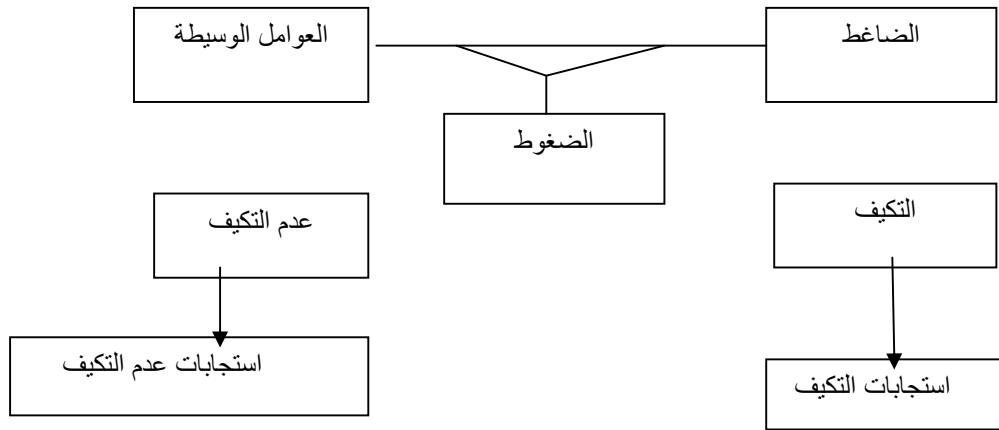 الضاغط
العوامل الوسيطة
الضغوط
التكيف
عدم التكيف
استجابات التكيف
استجابات عدم التكيف